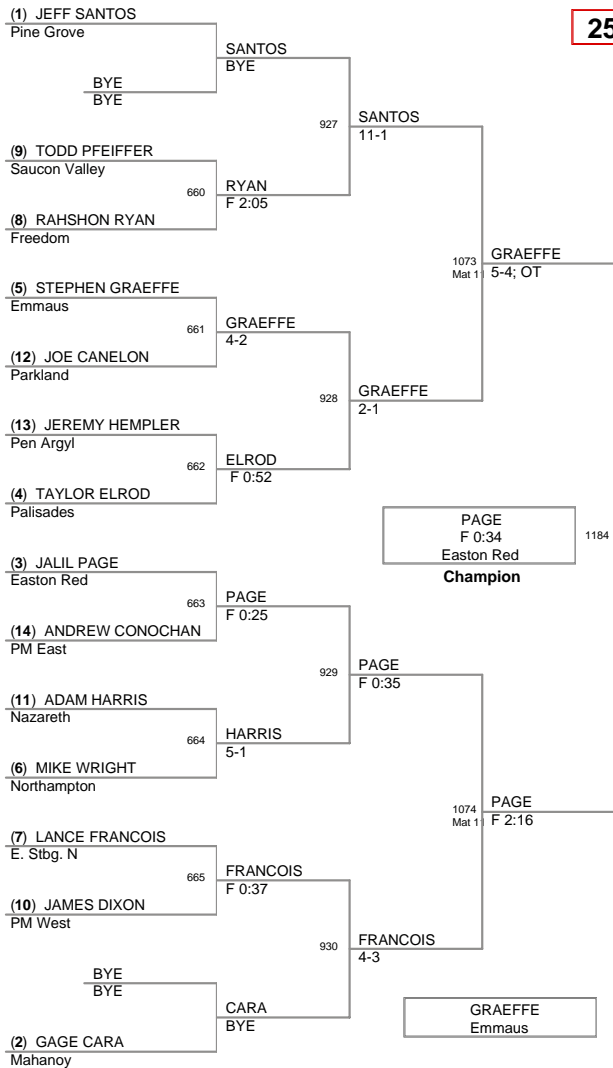 (1) JEFF SANTOS
Pine Grove
25
SANTOS
BYE
BYE
BYE
927
SANTOS
11-1
(9) TODD PFEIFFER
Saucon Valley
660
RYAN
F 2:05
(8) RAHSHON RYAN
Freedom
1073
Mat 11
GRAEFFE
5-4; OT
(5) STEPHEN GRAEFFE
Emmaus
661
GRAEFFE
4-2
(12) JOE CANELON
Parkland
928
GRAEFFE
2-1
(13) JEREMY HEMPLER
Pen Argyl
662
ELROD
F 0:52
(4) TAYLOR ELROD
Palisades
PAGE
F 0:34
Easton Red
1184
Champion
(3) JALIL PAGE
Easton Red
663
PAGE
F 0:25
(14) ANDREW CONOCHAN
PM East
929
PAGE
F 0:35
(11) ADAM HARRIS
Nazareth
664
HARRIS
5-1
(6) MIKE WRIGHT
Northampton
1074
Mat 11
PAGE
F 2:16
(7) LANCE FRANCOIS
E. Stbg. N
665
FRANCOIS
F 0:37
(10) JAMES DIXON
PM West
930
FRANCOIS
4-3
BYE
BYE
CARA
BYE
(2) GAGE CARA
Mahanoy
GRAEFFE
Emmaus